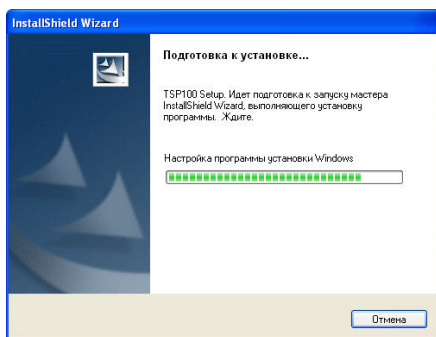 InstallShield Wizard
Подготовка к установке...
TSP100 Setup. Идет подготовка к запуску мастера
InstallShield Wizard, выполняющего установку
программы. Ждите.
Настройка программы установки Windows
Отмена